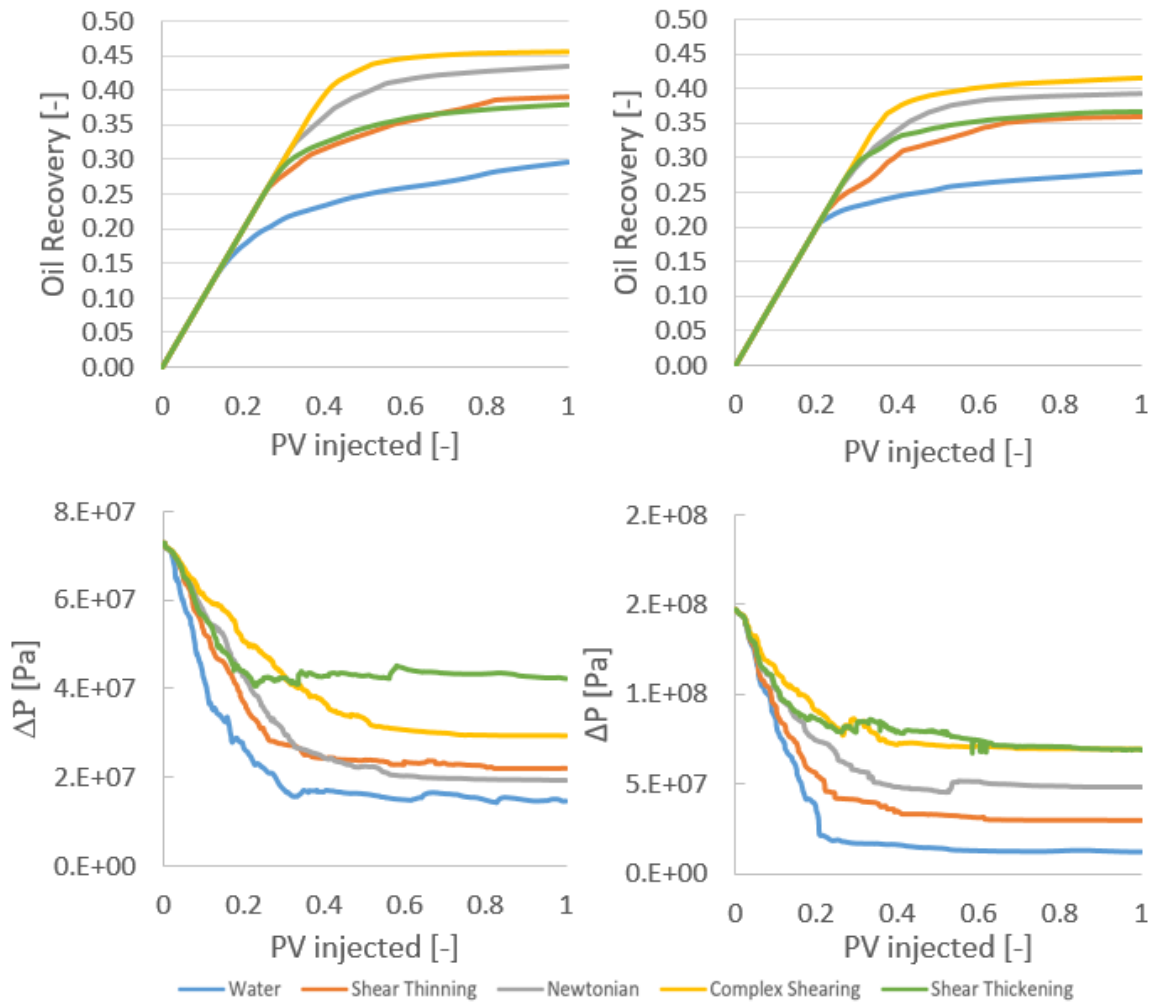 Oil Recovery [-]
0.50
0.45
0.40
0.35
0.30
0.25
0.20
0.15
0.10
0.05
0.00
0 0.2 0.4 0.6 0.8 1
PV injected [-]
Oil Recovery [-]
0.50
0.45
0.40
0.35
0.30
0.25
0.20
0.15
0.10
0.05
0.00
0 0.2 0.4 0.6 0.8 1
PV injected [-]
ΔP [Pa]
8.E+07
6.E+07
4.E+07
2.E+07
0.E+00
0 0.2 0.4 0.6 0.8 1
PV injected [-]
ΔP [Pa]
2.E+08
2.E+08
1.E+08
5.E+07
0.E+00
0 0.2 0.4 0.6 0.8 1
PV injected [-]
Water Shear Thinning Newtonian Complex Shearing Shear Thickening